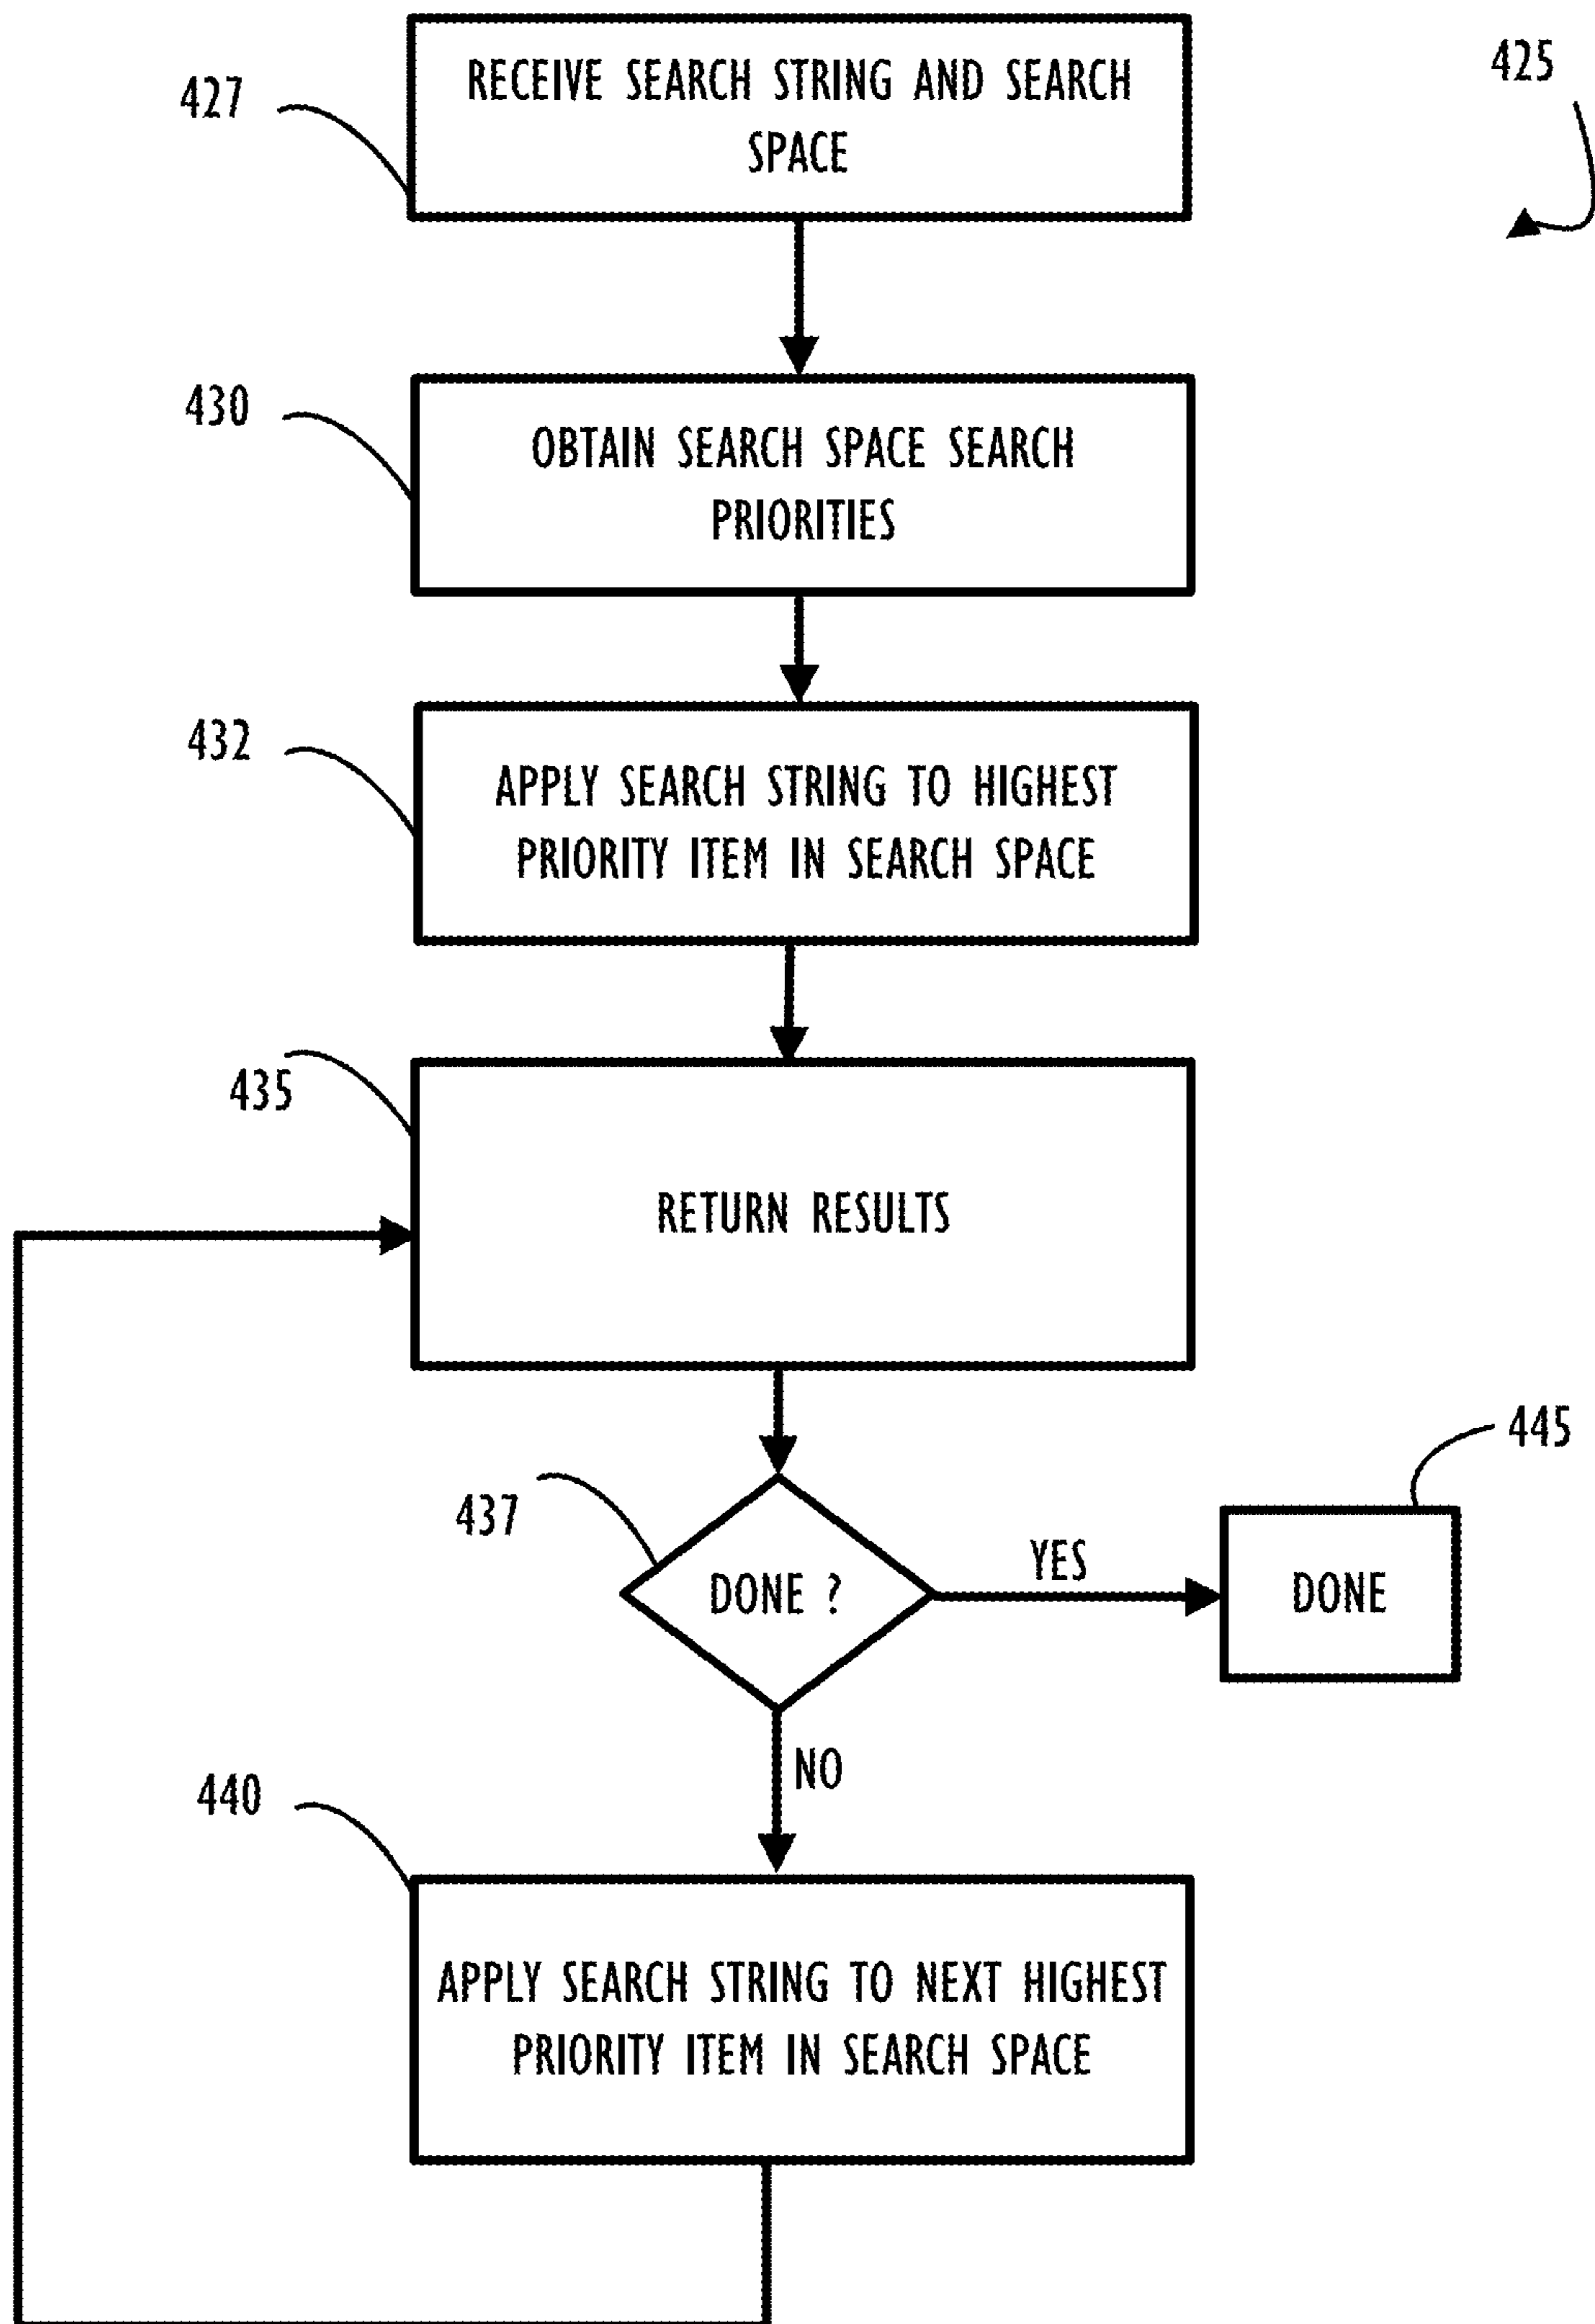 RECEIVE SEARCH STRING AND SEARCH
SPACE
427
425
430
OBTAIN SEARCH SPACE SEARCH
PRIORITIES
432
APPLY SEARCH STRING TO HIGHEST
PRIORITY ITEM IN SEARCH SPACE
435
RETURN RESULTS
445
437
DONE ?
YES
DONE
NO
440
APPLY SEARCH STRING TO NEXT HIGHEST
PRIORITY ITEM IN SEARCH SPACE